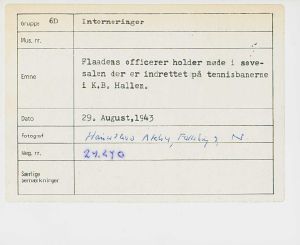 Gruppe 6D Interneringer
Mus. nr.
Emne Flaadens officerer holder møde i sove-
salen der er indrettet på tennisbanerne
i K.B. Hallen.
Dato 29. August,1943
Fotograf
Neg. nr. 24.270
Særlige
bemærkninger